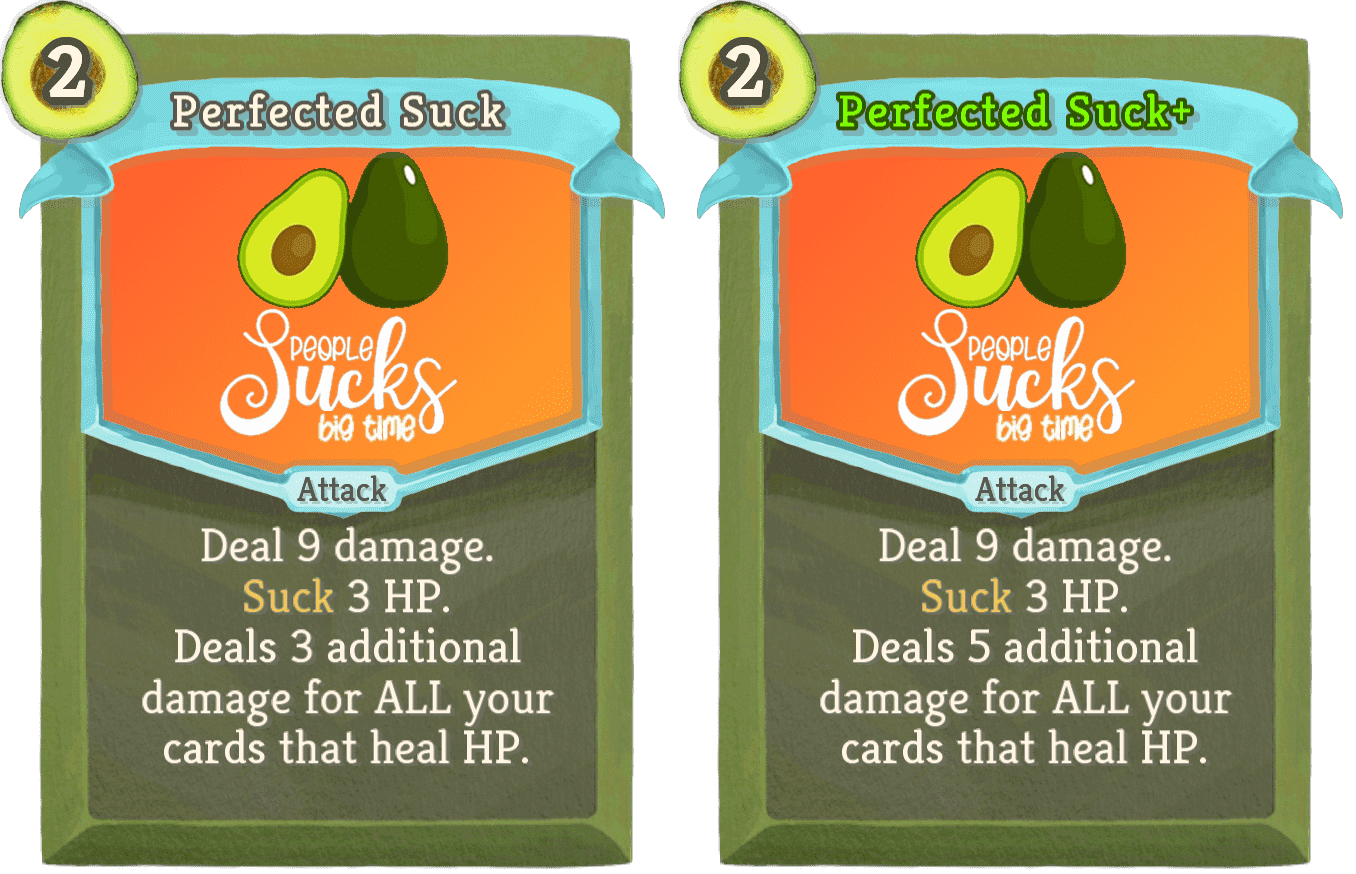 2
Perfected Suck
PEOPLE
Sucks
big time
Attack
Deal 9 damage.
Suck 3 HP.
Deals 3 additional
damage for ALL your
cards that heal HP.
2
Perfected Suck+
PEOPLE
Sucks
big time
Attack
Deal 9 damage.
Suck 3 HP.
Deals 5 additional
damage for ALL your
cards that heal HP.